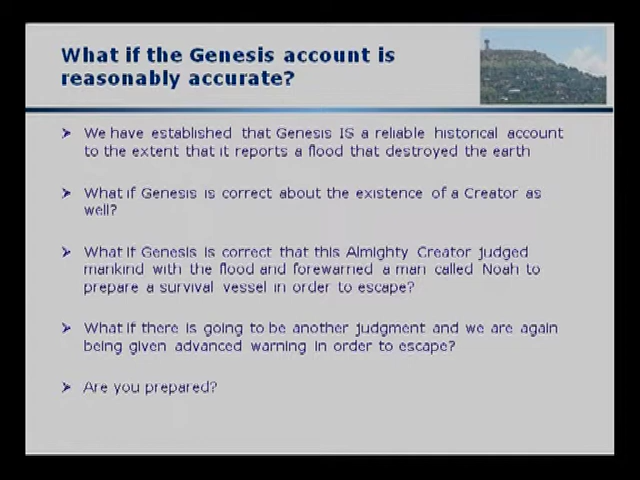 What if the Genesis account is
reasonably accurate?
We have established that Genesis IS a reliable historical account
to the extent that it reports a flood that destroyed the earth
What if Genesis is correct about the existence of a Creator as
well?
What if Genesis is correct that this Almighty Creator judged
mankind with the flood and forewarned a man called Noah to
prepare a survival vessel in order to escape?
What if there is going to be another judgment and we are again
being given advanced warning in order to escape?
Are you prepared?